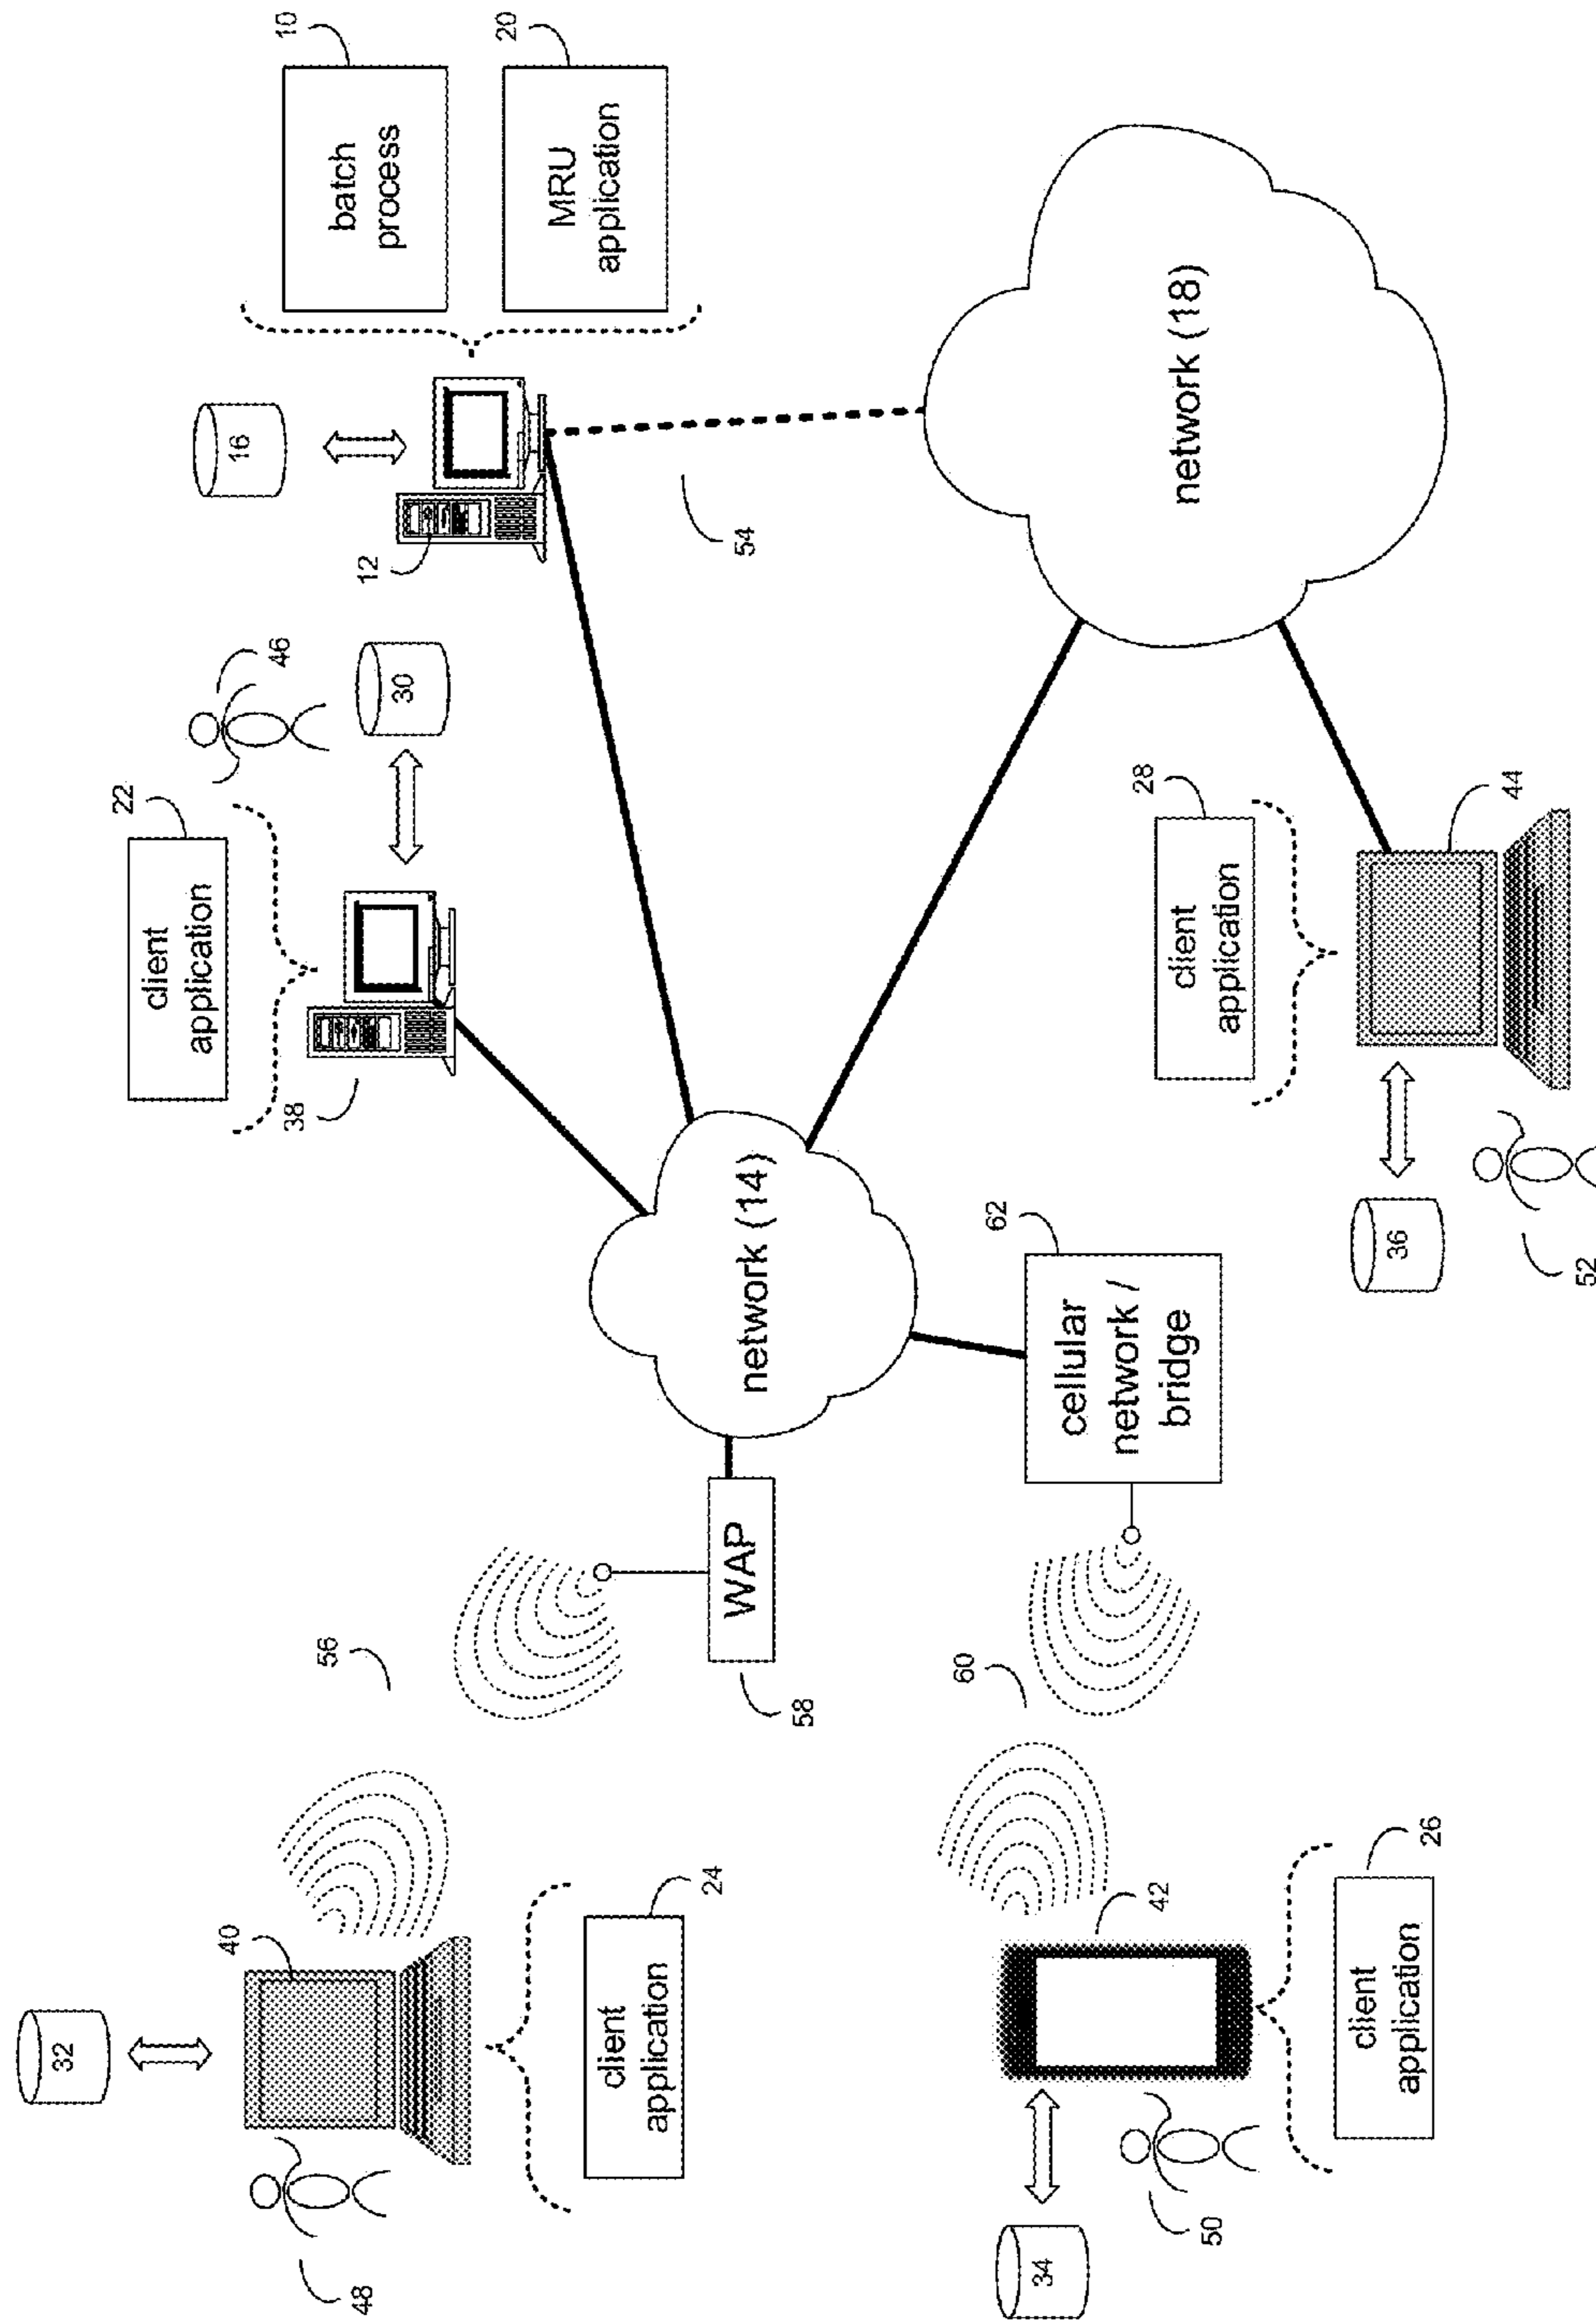 32
22
client
application
40
16
46
10
38
56
batch
process
48
12
30
20
MRU
application
client
application
24
WAP
network (14)
54
58
60
62
34
cellular
network /
bridge
28
42
client
application
network (18)
50
client
application
26
36
44
52